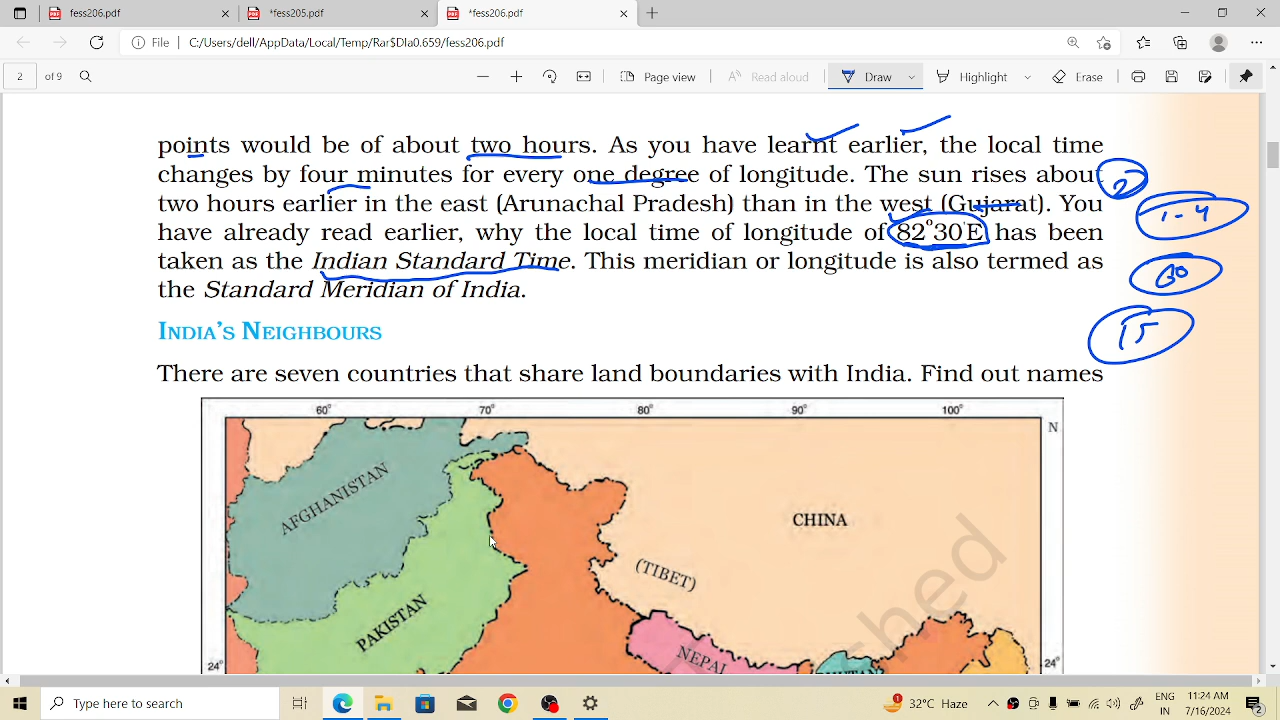 fess206.pdf
*fess205.pdf
*fess206.pdf
File
C:/Users/dell/AppData/Local/Temp/Rar$DIa0.659/fess206.pdf
2 of 9
Page view
Read aloud
Draw
Highlight
Erase
points would be of about two hours. As you have learnt earlier, the local time
changes by four minutes for every one degree of longitude. The sun rises about
two hours earlier in the east (Arunachal Pradesh) than in the west (Gujarat). You
have already read earlier, why the local time of longitude of 82°30'E has been
taken as the Indian Standard Time. This meridian or longitude is also termed as
the Standard Meridian of India.
2
1-4
60
15
INDIA'S NEIGHBOURS
There are seven countries that share land boundaries with India. Find out names
60° 70° 80° 90° 100°
N
AFGHANISTAN
CHINA
(TIBET)
PAKISTAN
NEPAL
BHUTAN
24° 24°
shed
Type here to search
32°C Haze
ENG
IN
11:24 AM
7/16/2024
1
2